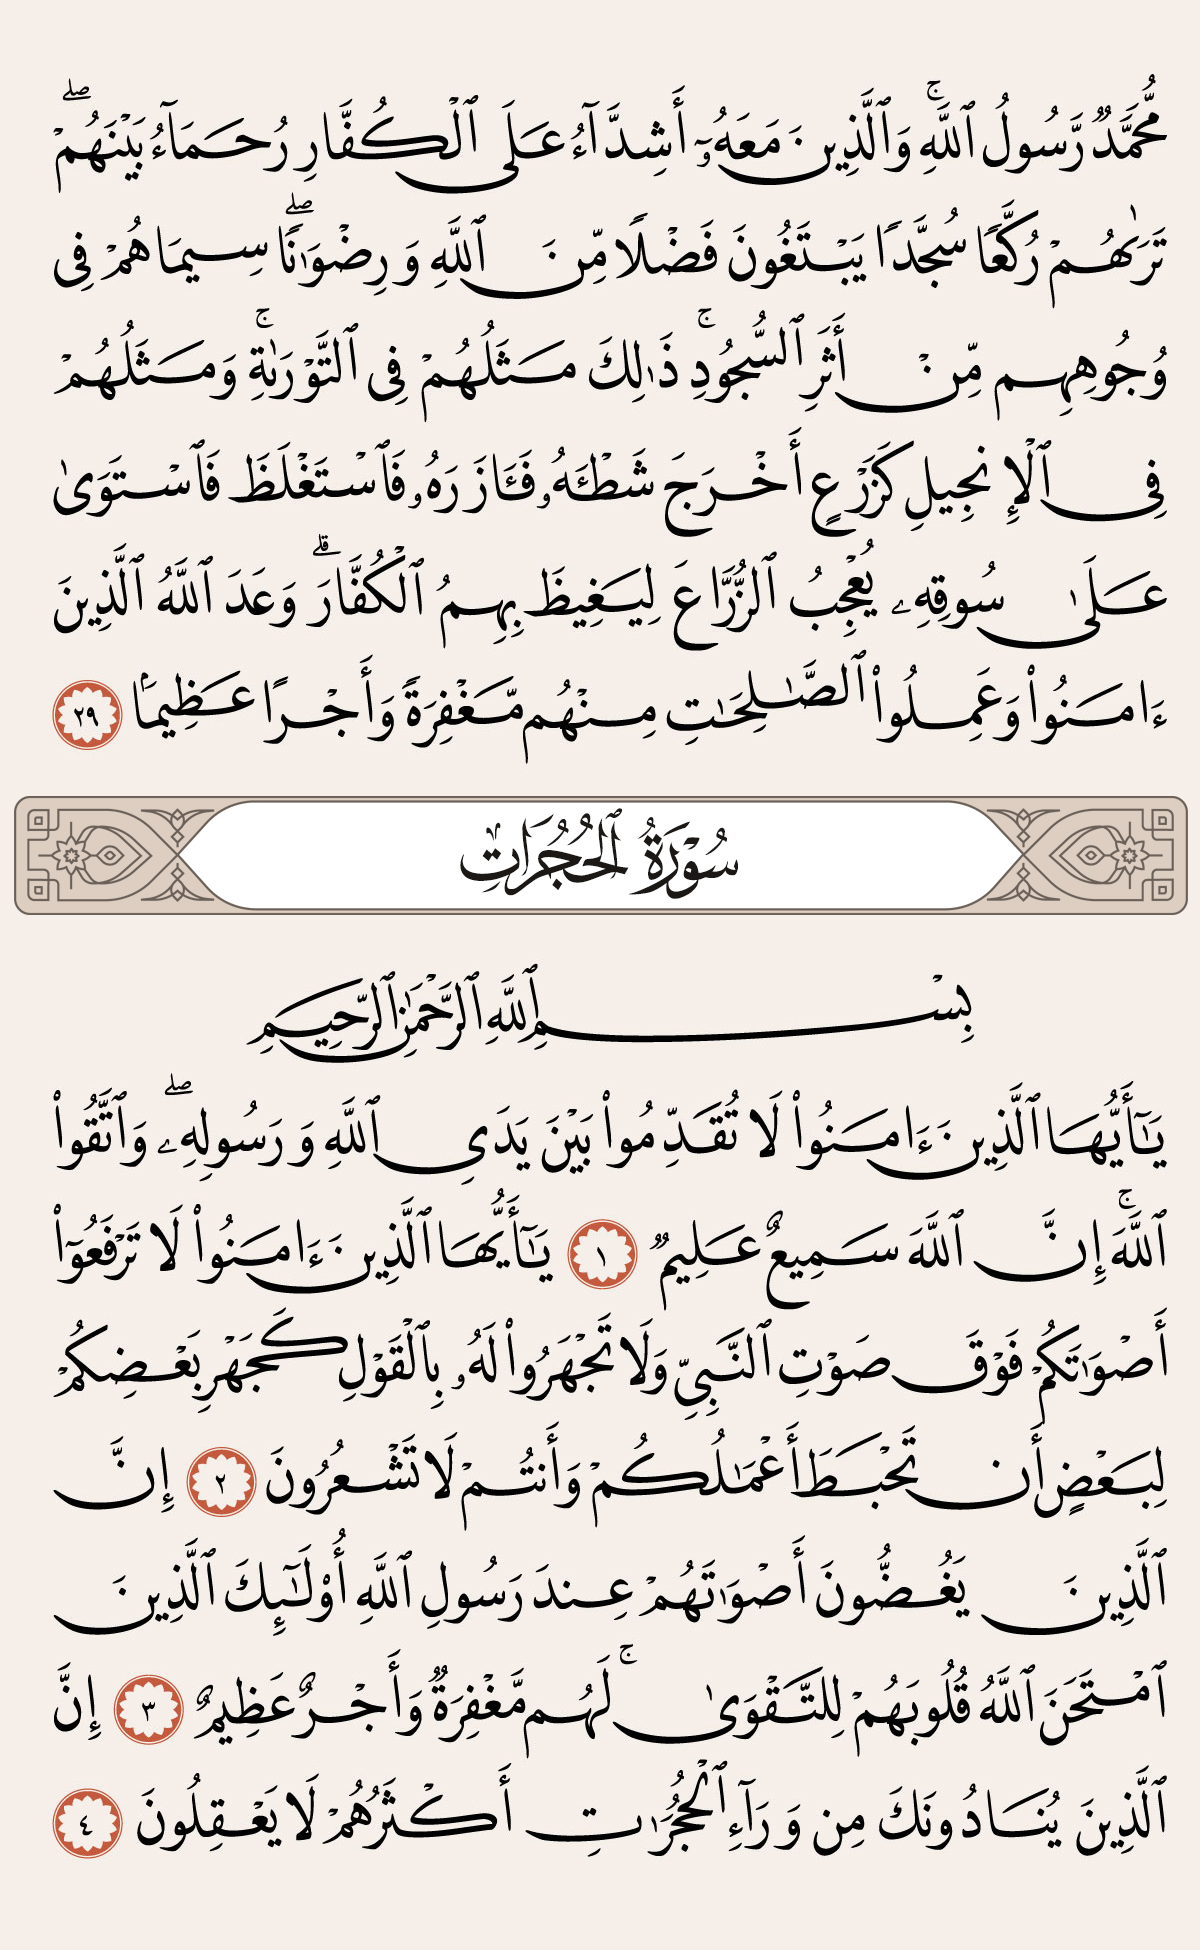 مُّحَمَّدٌ رَّسُولُ ٱللَّهِۚ وَٱلَّذِينَ مَعَهُۥٓ أَشِدَّآءُ عَلَى ٱلْكُفَّارِ رُحَمَآءُ بَيْنَهُمْۖ
تَرَىٰهُمْ رُكَّعًا سُجَّدًا يَبْتَغُونَ فَضْلًا مِّنَ ٱللَّهِ وَرِضْوَٰنًاۖ سِيمَاهُمْ فِى
وُجُوهِهِم مِّنْ أَثَرِ ٱلسُّجُودِۚ ذَٰلِكَ مَثَلُهُمْ فِى ٱلتَّوْرَىٰةِۚ وَمَثَلُهُمْ
فِى ٱلْإِنجِيلِ كَزَرْعٍ أَخْرَجَ شَطْـَٔهُۥ فَـَٔازَرَهُۥ فَٱسْتَغْلَظَ فَٱسْتَوَىٰ
عَلَىٰ سُوقِهِۦ يُعْجِبُ ٱلزُّرَّاعَ لِيَغِيظَ بِهِمُ ٱلْكُفَّارَۗ وَعَدَ ٱللَّهُ ٱلَّذِينَ
ءَامَنُوا۟ وَعَمِلُوا۟ ٱلصَّـٰلِحَـٰتِ مِنْهُم مَّغْفِرَةً وَأَجْرًا عَظِيمًۢا ٢٩
سُوْرَةُ ٱلْحُجُرَاتِ
بِسْمِ ٱللَّهِ ٱلرَّحْمَـٰنِ ٱلرَّحِيمِ
يَـٰٓأَيُّهَا ٱلَّذِينَ ءَامَنُوا۟ لَا تُقَدِّمُوا۟ بَيْنَ يَدَىِ ٱللَّهِ وَرَسُولِهِۦۖ وَٱتَّقُوا۟
ٱللَّهَۚ إِنَّ ٱللَّهَ سَمِيعٌ عَلِيمٌ ١ يَـٰٓأَيُّهَا ٱلَّذِينَ ءَامَنُوا۟ لَا تَرْفَعُوٓا۟
أَصْوَٰتَكُمْ فَوْقَ صَوْتِ ٱلنَّبِىِّ وَلَا تَجْهَرُوا۟ لَهُۥ بِٱلْقَوْلِ كَجَهْرِ بَعْضِكُمْ
لِبَعْضٍ أَن تَحْبَطَ أَعْمَـٰلُكُمْ وَأَنتُمْ لَا تَشْعُرُونَ ٢ إِنَّ
ٱلَّذِينَ يَغُضُّونَ أَصْوَٰتَهُمْ عِندَ رَسُولِ ٱللَّهِ أُو۟لَـٰٓئِكَ ٱلَّذِينَ
ٱمْتَحَنَ ٱللَّهُ قُلُوبَهُمْ لِلتَّقْوَىٰۚ لَهُم مَّغْفِرَةٌ وَأَجْرٌ عَظِيمٌ ٣ إِنَّ
ٱلَّذِينَ يُنَادُونَكَ مِن وَرَآءِ ٱلْحُجُرَٰتِ أَكْثَرُهُمْ لَا يَعْقِلُونَ ٤